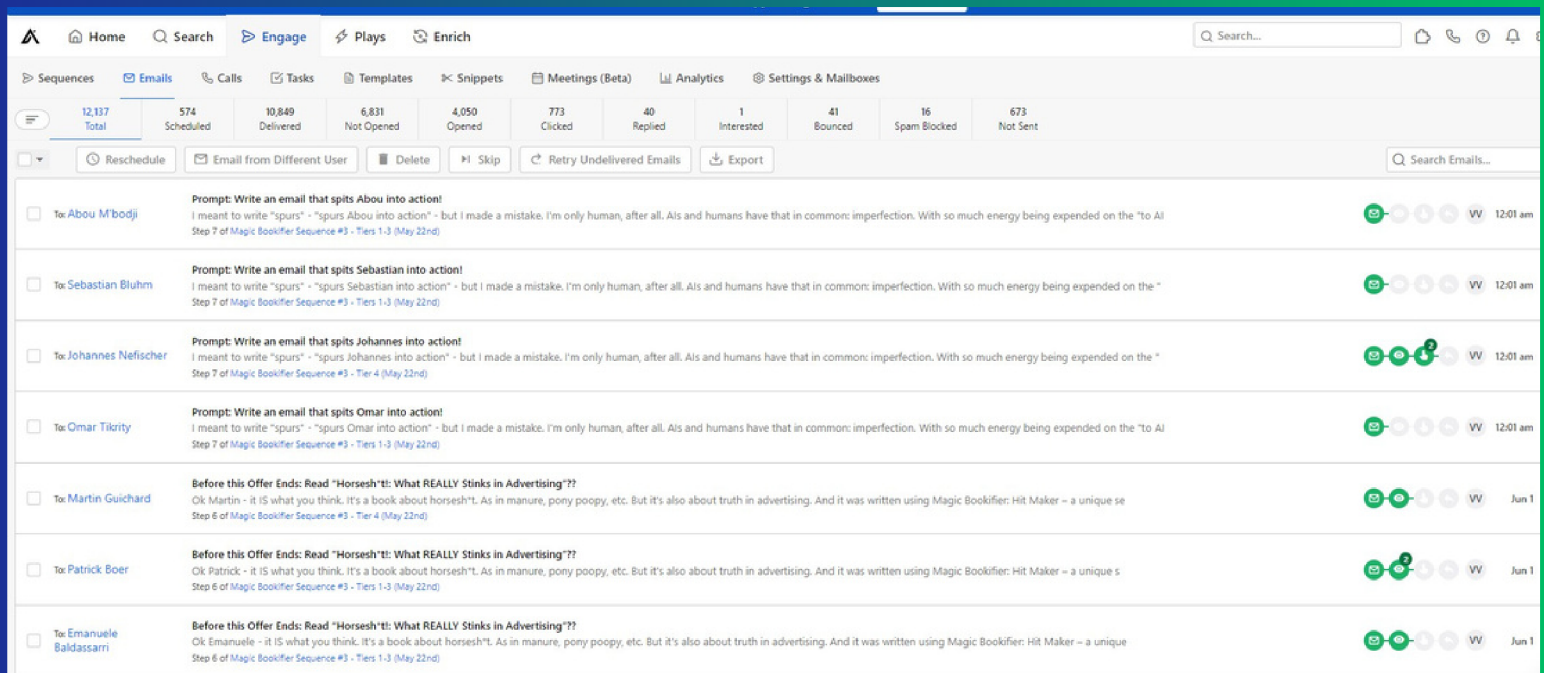 Home Search Engage Plays Enrich Search...
Sequences Emails Calls Tasks Templates Snippets Meetings (Beta) Analytics Settings & Mailboxes
12,137 574 10,849 6,831 4,050 773 40 1 41 16 673
Total Scheduled Delivered Not Opened Opened Clicked Replied Interested Bounced Spam Blocked Not Sent
Reschedule Email from Different User Delete Skip Retry Undelivered Emails Export Search Emails...
Prompt: Write an email that spits Abou into action!
To: Abou M'bodji I meant to write "spurs" - "spurs Abou into action" - but I made a mistake. I'm only human, after all. AIs and humans have that in common: imperfection. With so much energy being expended on the "to AI VV 12:01 am
Step 7 of Magic Bookifier Sequence #3 - Tiers 1-3 (May 22nd)
Prompt: Write an email that spits Sebastian into action!
To: Sebastian Bluhm I meant to write "spurs" - "spurs Sebastian into action" - but I made a mistake. I'm only human, after all. AIs and humans have that in common: imperfection. With so much energy being expended on the " VV 12:01 am
Step 7 of Magic Bookifier Sequence #3 - Tiers 1-3 (May 22nd)
Prompt: Write an email that spits Johannes into action!
To: Johannes Nefischer I meant to write "spurs" - "spurs Johannes into action" - but I made a mistake. I'm only human, after all. AIs and humans have that in common: imperfection. With so much energy being expended on the " 2 VV 12:01 am
Step 7 of Magic Bookifier Sequence #3 - Tier 4 (May 22nd)
Prompt: Write an email that spits Omar into action!
To: Omar Tikrity I meant to write "spurs" - "spurs Omar into action" - but I made a mistake. I'm only human, after all. AIs and humans have that in common: imperfection. With so much energy being expended on the "to AI VV 12:01 am
Step 7 of Magic Bookifier Sequence #3 - Tiers 1-3 (May 22nd)
Before this Offer Ends: Read "Horsesh*t!: What REALLY Stinks in Advertising"??
To: Martin Guichard Ok Martin - it IS what you think. It's a book about horsesh*t. As in manure, pony poopy, etc. But it's also about truth in advertising. And it was written using Magic Bookifier: Hit Maker – a unique se VV Jun 1
Step 6 of Magic Bookifier Sequence #3 - Tier 4 (May 22nd)
Before this Offer Ends: Read "Horsesh*t!: What REALLY Stinks in Advertising"??
To: Patrick Boer Ok Patrick - it IS what you think. It's a book about horsesh*t. As in manure, pony poopy, etc. But it's also about truth in advertising. And it was written using Magic Bookifier: Hit Maker – a unique s 2 VV Jun 1
Step 6 of Magic Bookifier Sequence #3 - Tiers 1-3 (May 22nd)
Before this Offer Ends: Read "Horsesh*t!: What REALLY Stinks in Advertising"??
To: Emanuele Baldassarri Ok Emanuele - it IS what you think. It's a book about horsesh*t. As in manure, pony poopy, etc. But it's also about truth in advertising. And it was written using Magic Bookifier: Hit Maker – a unique VV Jun 1
Step 6 of Magic Bookifier Sequence #3 - Tiers 1-3 (May 22nd)